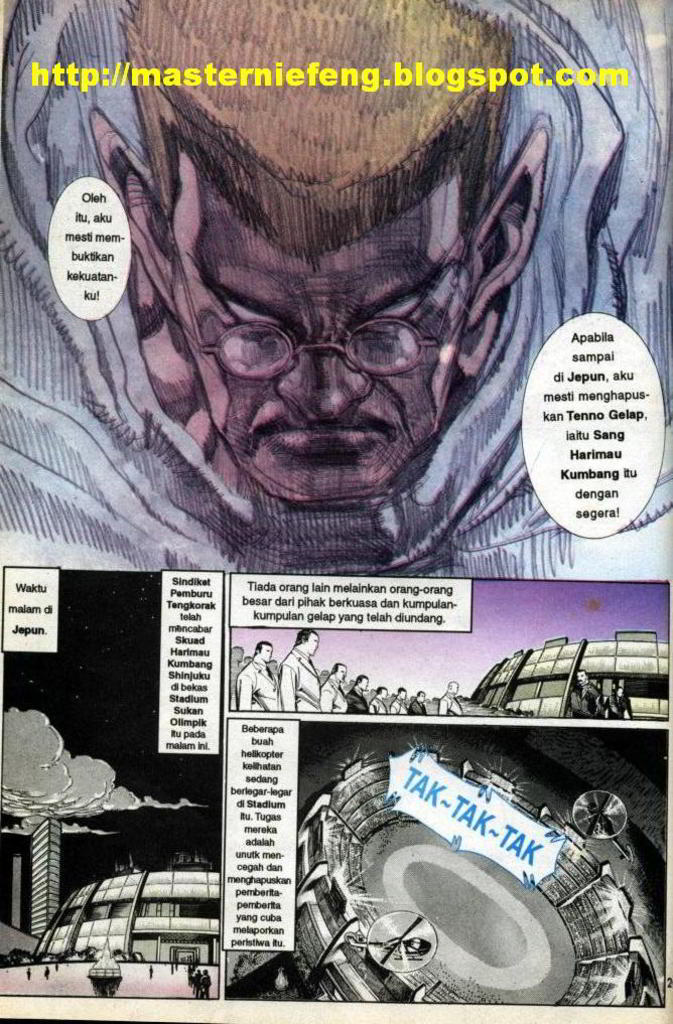 http://masterniefeng.blogspot.com
Oleh
itu, aku
mesti mem-
buktikan
kekuatan-
ku!
Apabila
sampai
di Jepun, aku
mesti menghapus-
kan Tenno Gelap,
iaitu Sang
Harimau
Kumbang itu
dengan
segera!
Waktu
malam di
Jepun.
Sindiket
Pemburu
Tengkorak
telah
mencabar
Skuad
Harimau
Kumbang
Shinjuku
di bekas
Stadium
Sukan
Olimpik
itu pada
malam ini.
Tiada orang lain melainkan orang-orang
besar dari pihak berkuasa dan kumpulan-
kumpulan gelap yang telah diundang.
Beberapa
buah
helikopter
kelihatan
sedang
berlegar-legar
di Stadium
itu. Tugas
mereka
adalah
unutk men-
cegah dan
menghapuskan
pemberita-
pemberita
yang cuba
melaporkan
peristiwa itu.
TAK~TAK~TAK